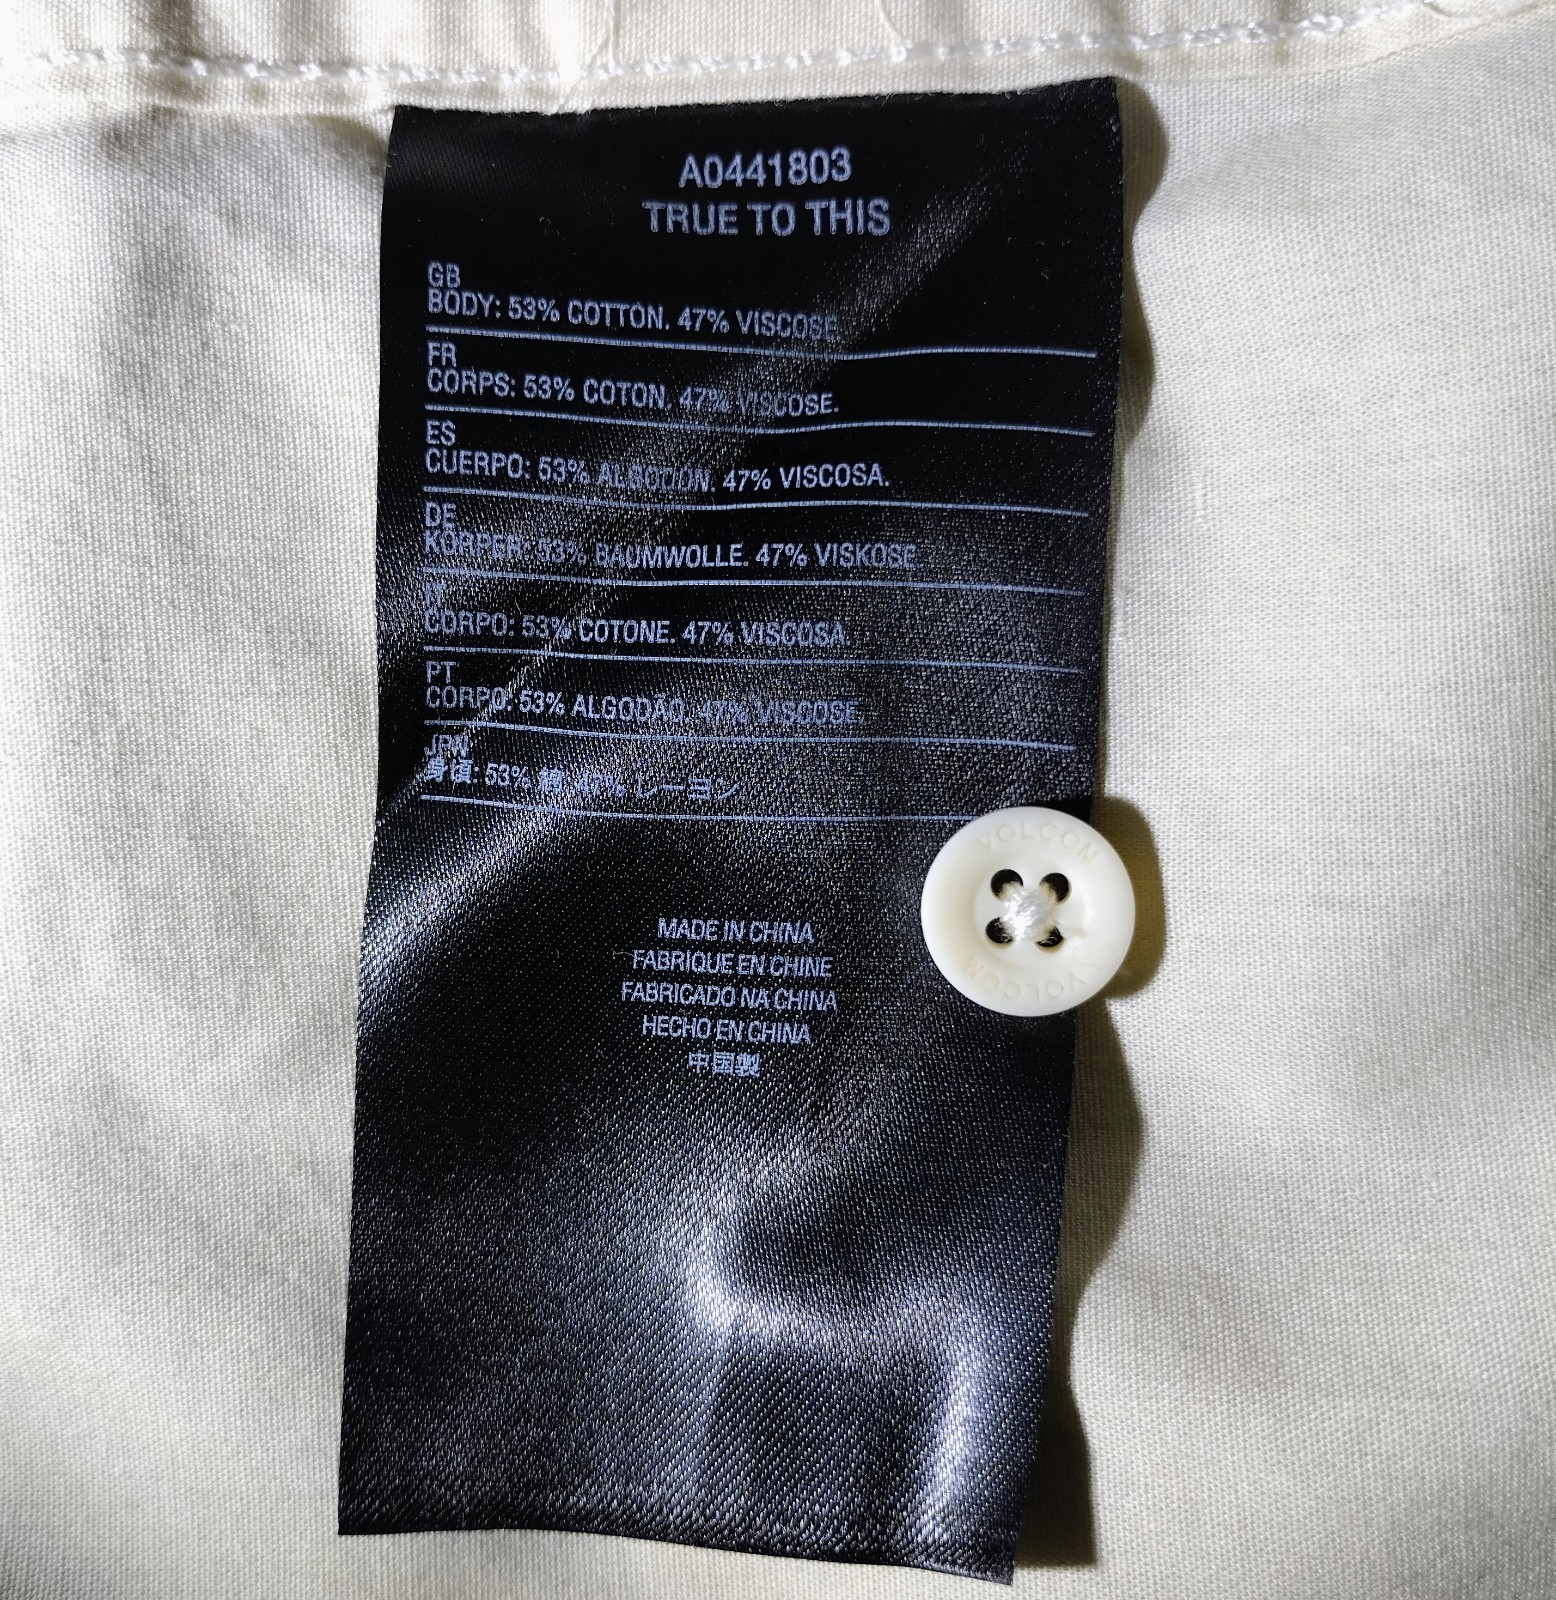 A0441803
TRUE TO THIS
GB
BODY: 53% COTTON. 47% VISCOSE
FR
CORPS: 53% COTON. 47% VISCOSE.
ES
CUERPO: 53% ALGODÓN. 47% VISCOSA.
DE
KÖRPER: 53% BAUMWOLLE. 47% VISKOSE
IT
CORPO: 53% COTONE. 47% VISCOSA.
PT
CORPO: 53% ALGODÃO. 47% VISCOSE
JPN
身頃: 53% 綿 47% レーヨン
VOLCOM
VOLCOM
MADE IN CHINA
FABRIQUE EN CHINE
FABRICADO NA CHINA
HECHO EN CHINA
中国製